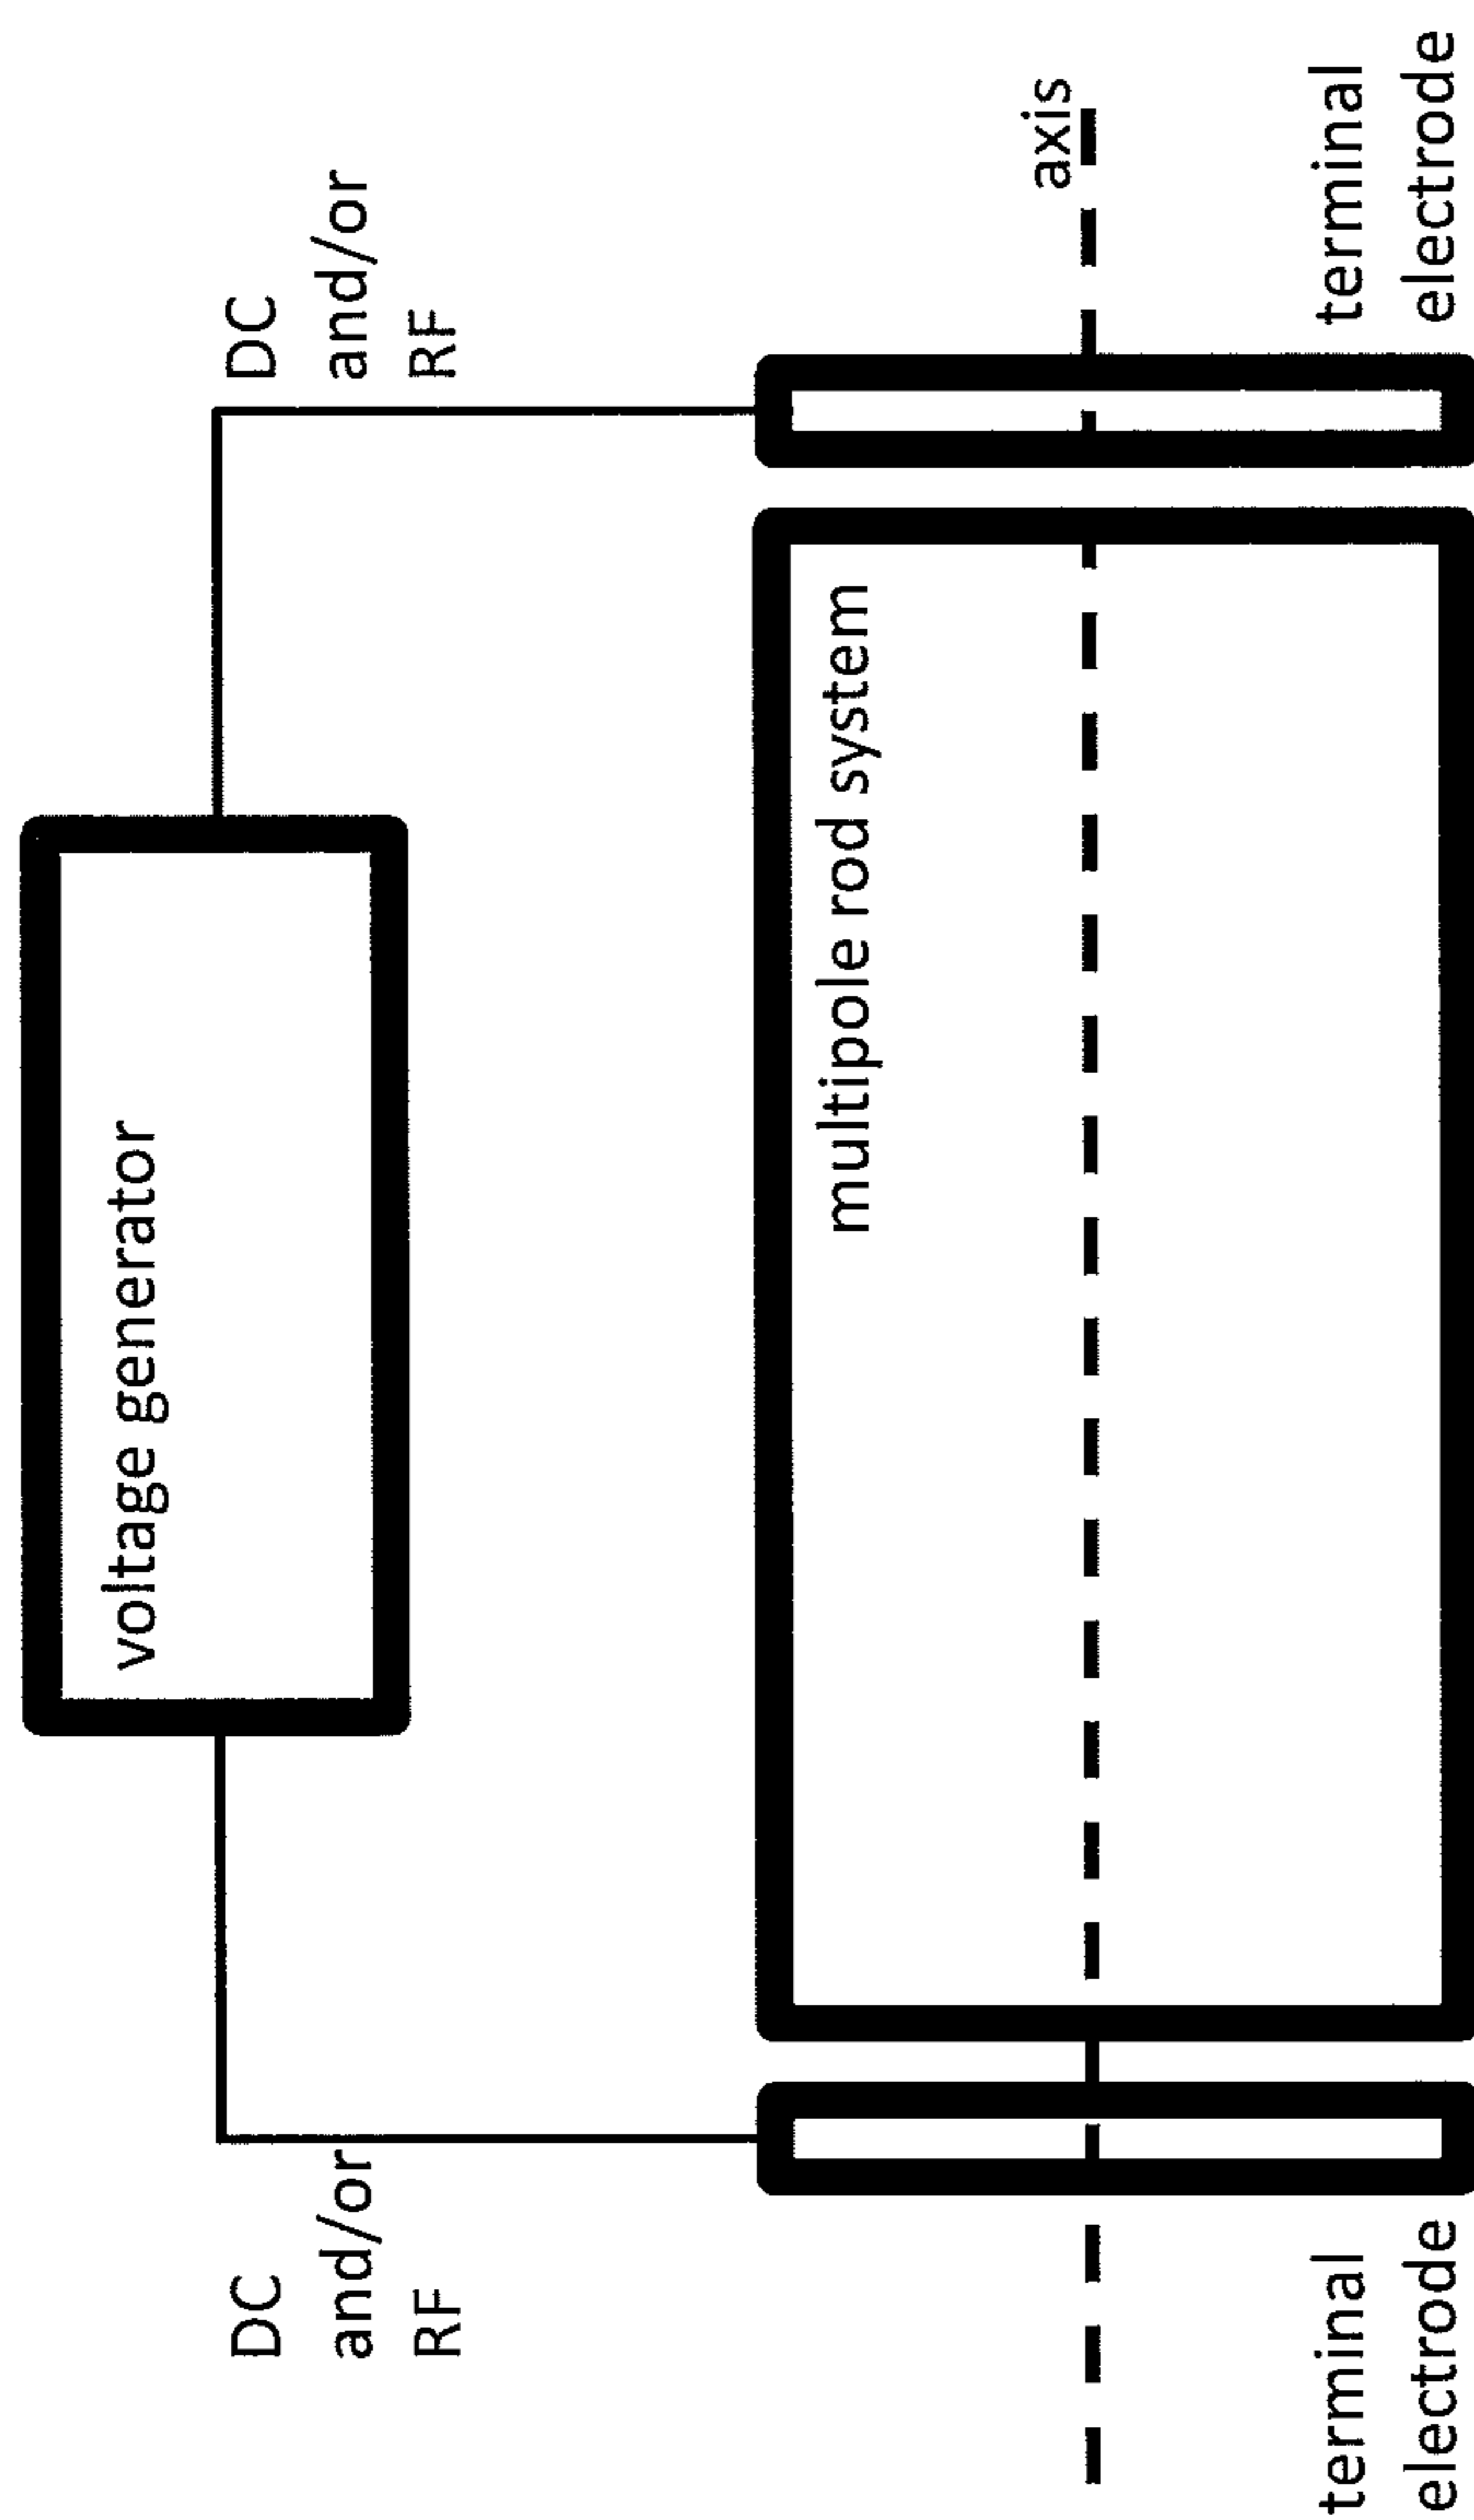 voltage generator
DC
and/or
RF
DC
and/or
RF
multipole rod system
axis
terminal
electrode
terminal
electrode